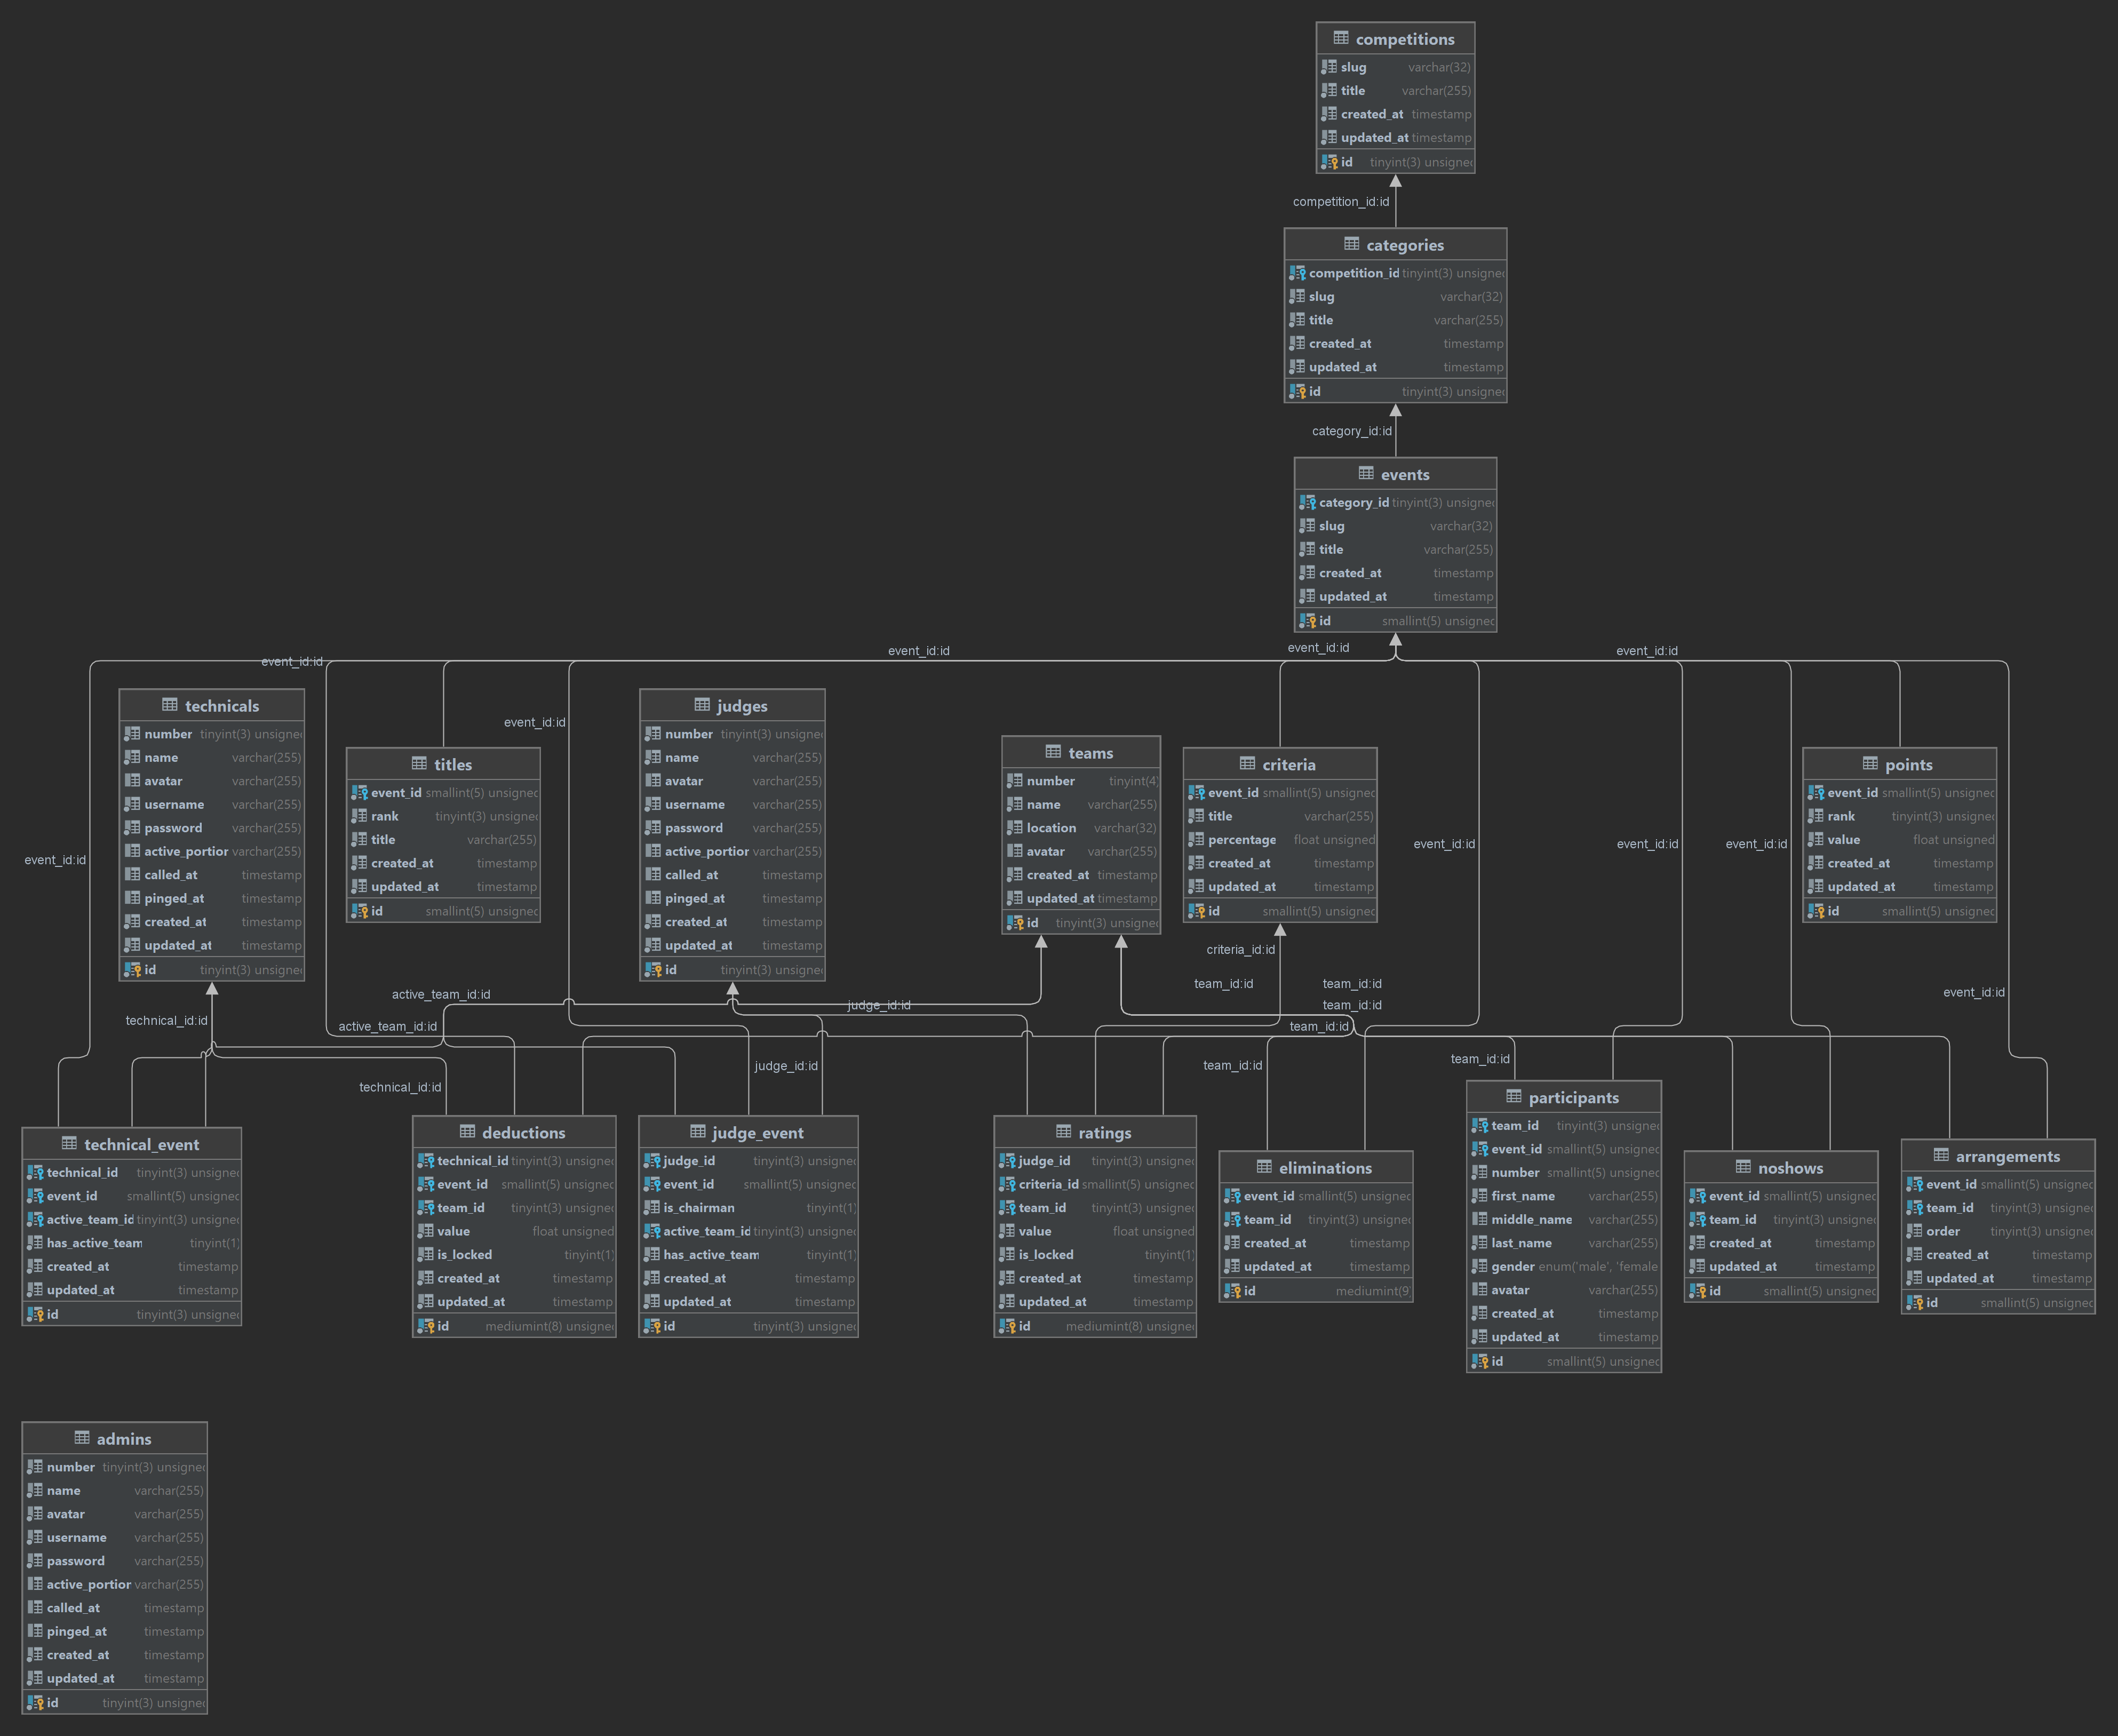 competitions
slug varchar(32)
title varchar(255)
created_at timestamp
updated_at timestamp
id tinyint(3) unsigned
competition_id:id
categories
competition_id tinyint(3) unsigned
slug varchar(32)
title varchar(255)
created_at timestamp
updated_at timestamp
id tinyint(3) unsigned
category_id:id
events
category_id tinyint(3) unsigned
slug varchar(32)
title varchar(255)
created_at timestamp
updated_at timestamp
id smallint(5) unsigned
event_id:id
event_id:id
event_id:id
event_id:id
event_id:id
event_id:id
event_id:id
event_id:id
event_id:id
event_id:id
technicals
number tinyint(3) unsigned
name varchar(255)
avatar varchar(255)
username varchar(255)
password varchar(255)
active_portion varchar(255)
called_at timestamp
pinged_at timestamp
created_at timestamp
updated_at timestamp
id tinyint(3) unsigned
titles
event_id smallint(5) unsigned
rank tinyint(3) unsigned
title varchar(255)
created_at timestamp
updated_at timestamp
id smallint(5) unsigned
judges
number tinyint(3) unsigned
name varchar(255)
avatar varchar(255)
username varchar(255)
password varchar(255)
active_portion varchar(255)
called_at timestamp
pinged_at timestamp
created_at timestamp
updated_at timestamp
id tinyint(3) unsigned
teams
number tinyint(4)
name varchar(255)
location varchar(32)
avatar varchar(255)
created_at timestamp
updated_at timestamp
id tinyint(3) unsigned
criteria
event_id smallint(5) unsigned
title varchar(255)
percentage float unsigned
created_at timestamp
updated_at timestamp
id smallint(5) unsigned
points
event_id smallint(5) unsigned
rank tinyint(3) unsigned
value float unsigned
created_at timestamp
updated_at timestamp
id smallint(5) unsigned
criteria_id:id
team_id:id
team_id:id
active_team_id:id
judge_id:id
team_id:id
technical_id:id
active_team_id:id
team_id:id
judge_id:id
team_id:id
team_id:id
technical_id:id
technical_event
technical_id tinyint(3) unsigned
event_id smallint(5) unsigned
active_team_id tinyint(3) unsigned
has_active_team tinyint(1)
created_at timestamp
updated_at timestamp
id tinyint(3) unsigned
deductions
technical_id tinyint(3) unsigned
event_id smallint(5) unsigned
team_id tinyint(3) unsigned
value float unsigned
is_locked tinyint(1)
created_at timestamp
updated_at timestamp
id mediumint(8) unsigned
judge_event
judge_id tinyint(3) unsigned
event_id smallint(5) unsigned
is_chairman tinyint(1)
active_team_id tinyint(3) unsigned
has_active_team tinyint(1)
created_at timestamp
updated_at timestamp
id tinyint(3) unsigned
ratings
judge_id tinyint(3) unsigned
criteria_id smallint(5) unsigned
team_id tinyint(3) unsigned
value float unsigned
is_locked tinyint(1)
created_at timestamp
updated_at timestamp
id mediumint(8) unsigned
eliminations
event_id smallint(5) unsigned
team_id tinyint(3) unsigned
created_at timestamp
updated_at timestamp
id mediumint(9)
participants
team_id tinyint(3) unsigned
event_id smallint(5) unsigned
number smallint(5) unsigned
first_name varchar(255)
middle_name varchar(255)
last_name varchar(255)
gender enum('male', 'female
avatar varchar(255)
created_at timestamp
updated_at timestamp
id smallint(5) unsigned
noshows
event_id smallint(5) unsigned
team_id tinyint(3) unsigned
created_at timestamp
updated_at timestamp
id smallint(5) unsigned
arrangements
event_id smallint(5) unsigned
team_id tinyint(3) unsigned
order tinyint(3) unsigned
created_at timestamp
updated_at timestamp
id smallint(5) unsigned
admins
number tinyint(3) unsigned
name varchar(255)
avatar varchar(255)
username varchar(255)
password varchar(255)
active_portion varchar(255)
called_at timestamp
pinged_at timestamp
created_at timestamp
updated_at timestamp
id tinyint(3) unsigned